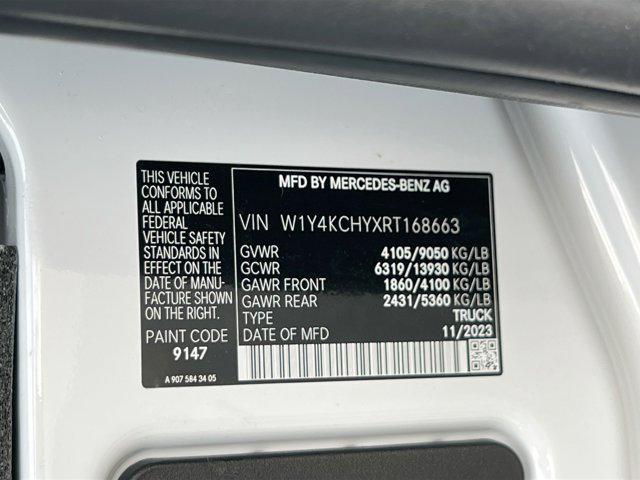 THIS VEHICLE
CONFORMS TO
ALL APPLICABLE
FEDERAL
VEHICLE SAFETY
STANDARDS IN
EFFECT ON THE
DATE OF MANU-
FACTURE SHOWN
ON THE RIGHT.
PAINT CODE
9147
A 907 584 34 05
MFD BY MERCEDES-BENZ AG
VIN W1Y4KCHYXRT168663
GVWR 4105/9050 KG/LB
GCWR 6319/13930 KG/LB
GAWR FRONT 1860/4100 KG/LB
GAWR REAR 2431/5360 KG/LB
TYPE TRUCK
DATE OF MFD 11/2023